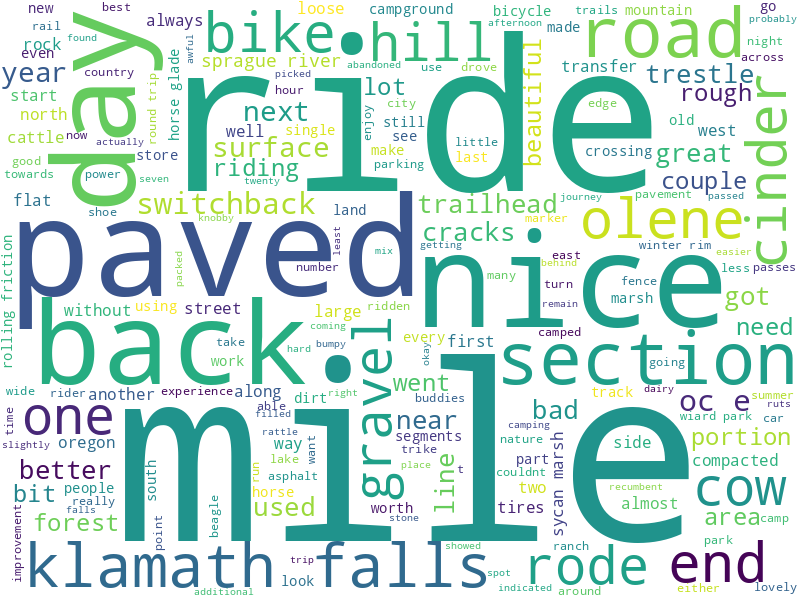 new
best
always
loose
campground
bicycle
afternoon
trails
mountain
go
probably
rail
found
rock
even
bike
hill
made
road
night
across
awful
year
country
sprague river
transfer
trestle
picked
abandoned
use
drove
day
ride
beautiful
start
hour
lot
city
edge
rough
north
round trip
horse glade
next
enjoy
still
old
west
cinder
cattle
now
actually
well
single
see
little
crossing
good
store
surface
make
last
great
towards
power
riding
parking
couple
seven
twenty
flat
shoe
switchback
land
trailhead
journey
pavement
passed
knobby
marker
olene
paved
cracks
nice
winter rim
easier
rolling friction
packed
least
mix
getting
behind
east
less
passes
number
many
turn
fence
marsh
got
without
using
street
large
ridden
remain
need
back
coming
every
first
camped
take
work
hard
bumpy
gravel
okay
section
going
wide
rider
another
experience
along
dirt
right
went
buddies
track
dairy
summer
time
one
able
filled
near
camping
bad
oc e
ruts
mile
slightly
oregon
rattle
want
way
segments
nature
part
side
wiard park
car
portion
better
south
run
lake
asphalt
trike
t
couldnt
compacted
bit
people
really
beagle
horse
place
line
two
sycan marsh
recumbent
cow
forest
falls
point
used
worth
stone
tires
almost
area
camp
improvement
klamath
trip
falls
showed
ranch
park
end
look
spot
rode
indicated
around
either
lovely
additional